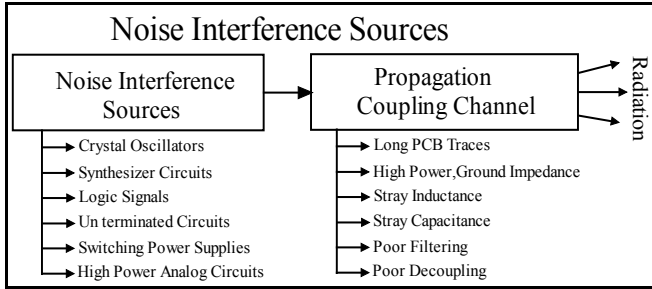 Noise Interference Sources
Noise Interference
Sources
Crystal Oscillators
Synthesizer Circuits
Logic Signals
Un terminated Circuits
Switching Power Supplies
High Power Analog Circuits
Propagation
Coupling Channel
Long PCB Traces
High Power,Ground Impedance
Stray Inductance
Stray Capacitance
Poor Filtering
Poor Decoupling
Radiation